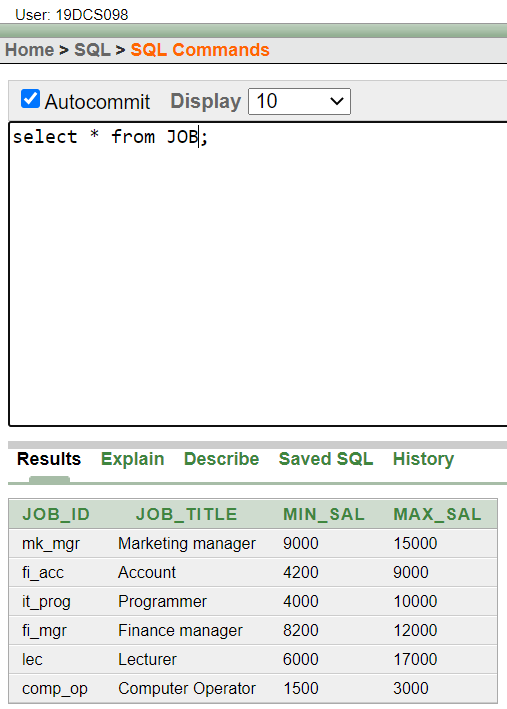 User: 19DCS098
Home > SQL > SQL Commands
Autocommit Display 10
select * from JOB;
Results Explain Describe Saved SQL History
JOB_ID JOB_TITLE MIN_SAL MAX_SAL
mk_mgr Marketing manager 9000 15000
fi_acc Account 4200 9000
it_prog Programmer 4000 10000
fi_mgr Finance manager 8200 12000
lec Lecturer 6000 17000
comp_op Computer Operator 1500 3000